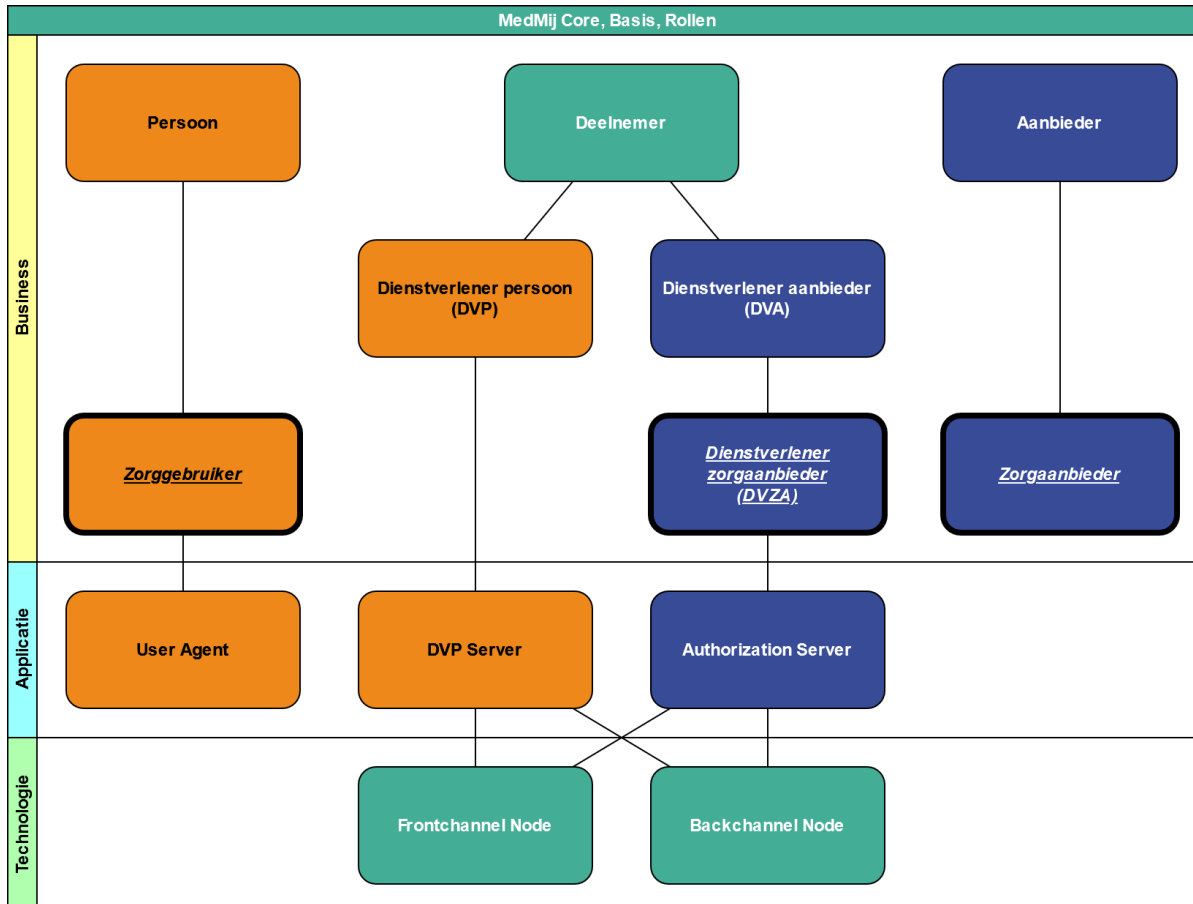 MedMij Core, Basis, Rollen
Business
Persoon
Deelnemer
Aanbieder
Dienstverlener persoon
(DVP)
Dienstverlener aanbieder
(DVA)
Zorggebruiker
Dienstverlener
zorgaanbieder
(DVZA)
Zorgaanbieder
Applicatie
User Agent
DVP Server
Authorization Server
Technologie
Frontchannel Node
Backchannel Node